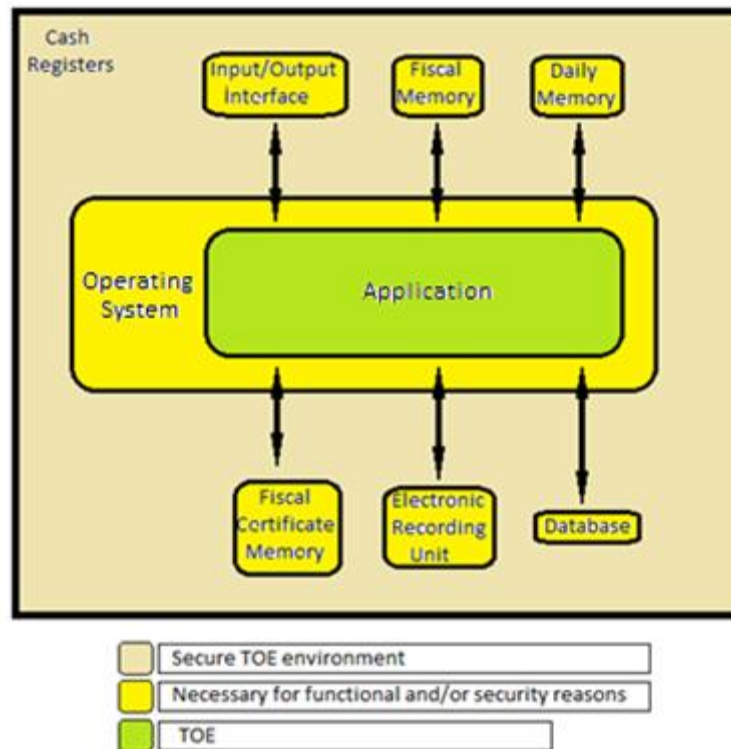 Cash
Registers
Input/Output
Interface
Fiscal
Memory
Daily
Memory
Operating
System
Application
Fiscal
Certificate
Memory
Electronic
Recording
Unit
Database
Secure TOE environment
Necessary for functional and/or security reasons
TOE